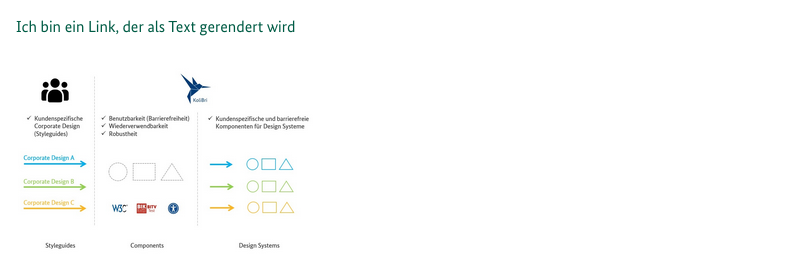 Ich bin ein Link, der als Text gerendert wird
KoliBri
✓ Kundenspezifische
Corporate Design
(Styleguides)
✓ Benutzbarkeit (Barrierefreiheit)
✓ Wiederverwendbarkeit
✓ Robustheit
✓ Kundenspezifische und barrierefreie
Komponenten für Design Systeme
Corporate Design A
Corporate Design B
Corporate Design C
W3C
BIK BITV
Styleguides
Components
Design Systems